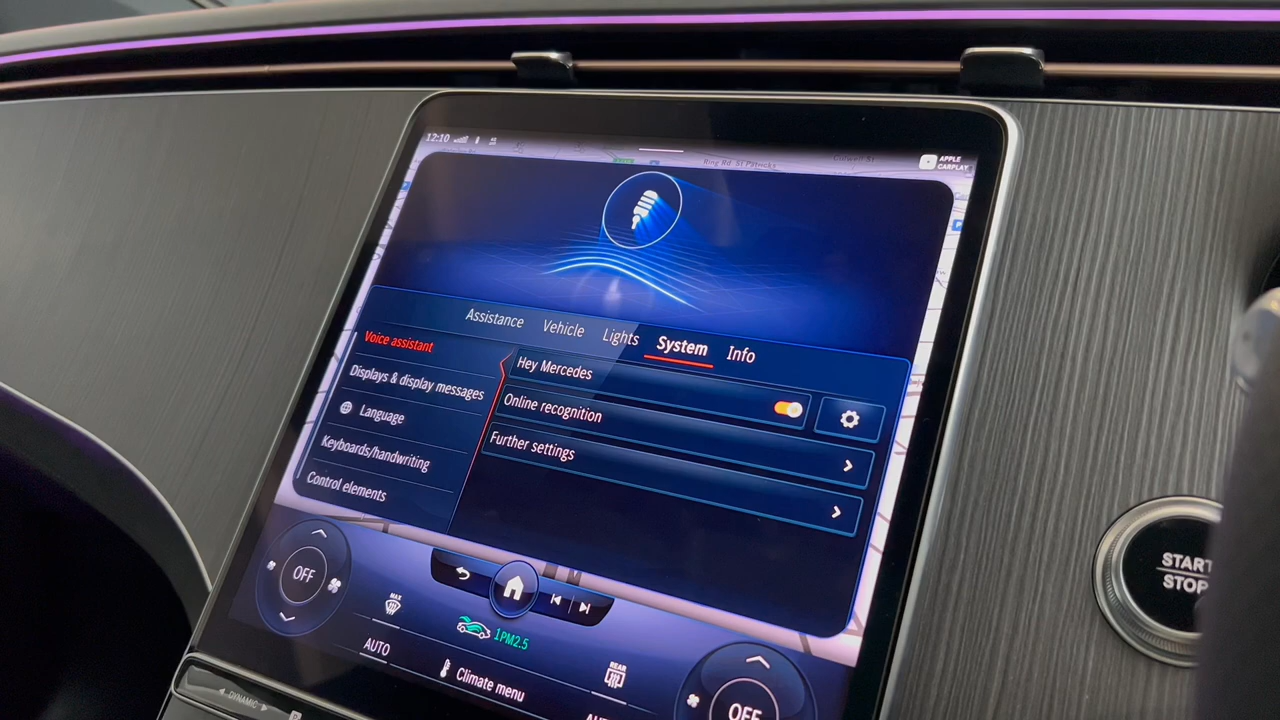 12:10
Ring Rd. St Patricks
Colwell St
APPLE
CARPLAY
Assistance
Vehicle
Lights
System
Info
Voice assistant
Displays & display messages
Language
Keyboards/handwriting
Control elements
Hey Mercedes
Online recognition
Further settings
OFF
MAX
AUTO
1PM2.5
Climate menu
REAR
OFF
DYNAMIC
P
START
STOP